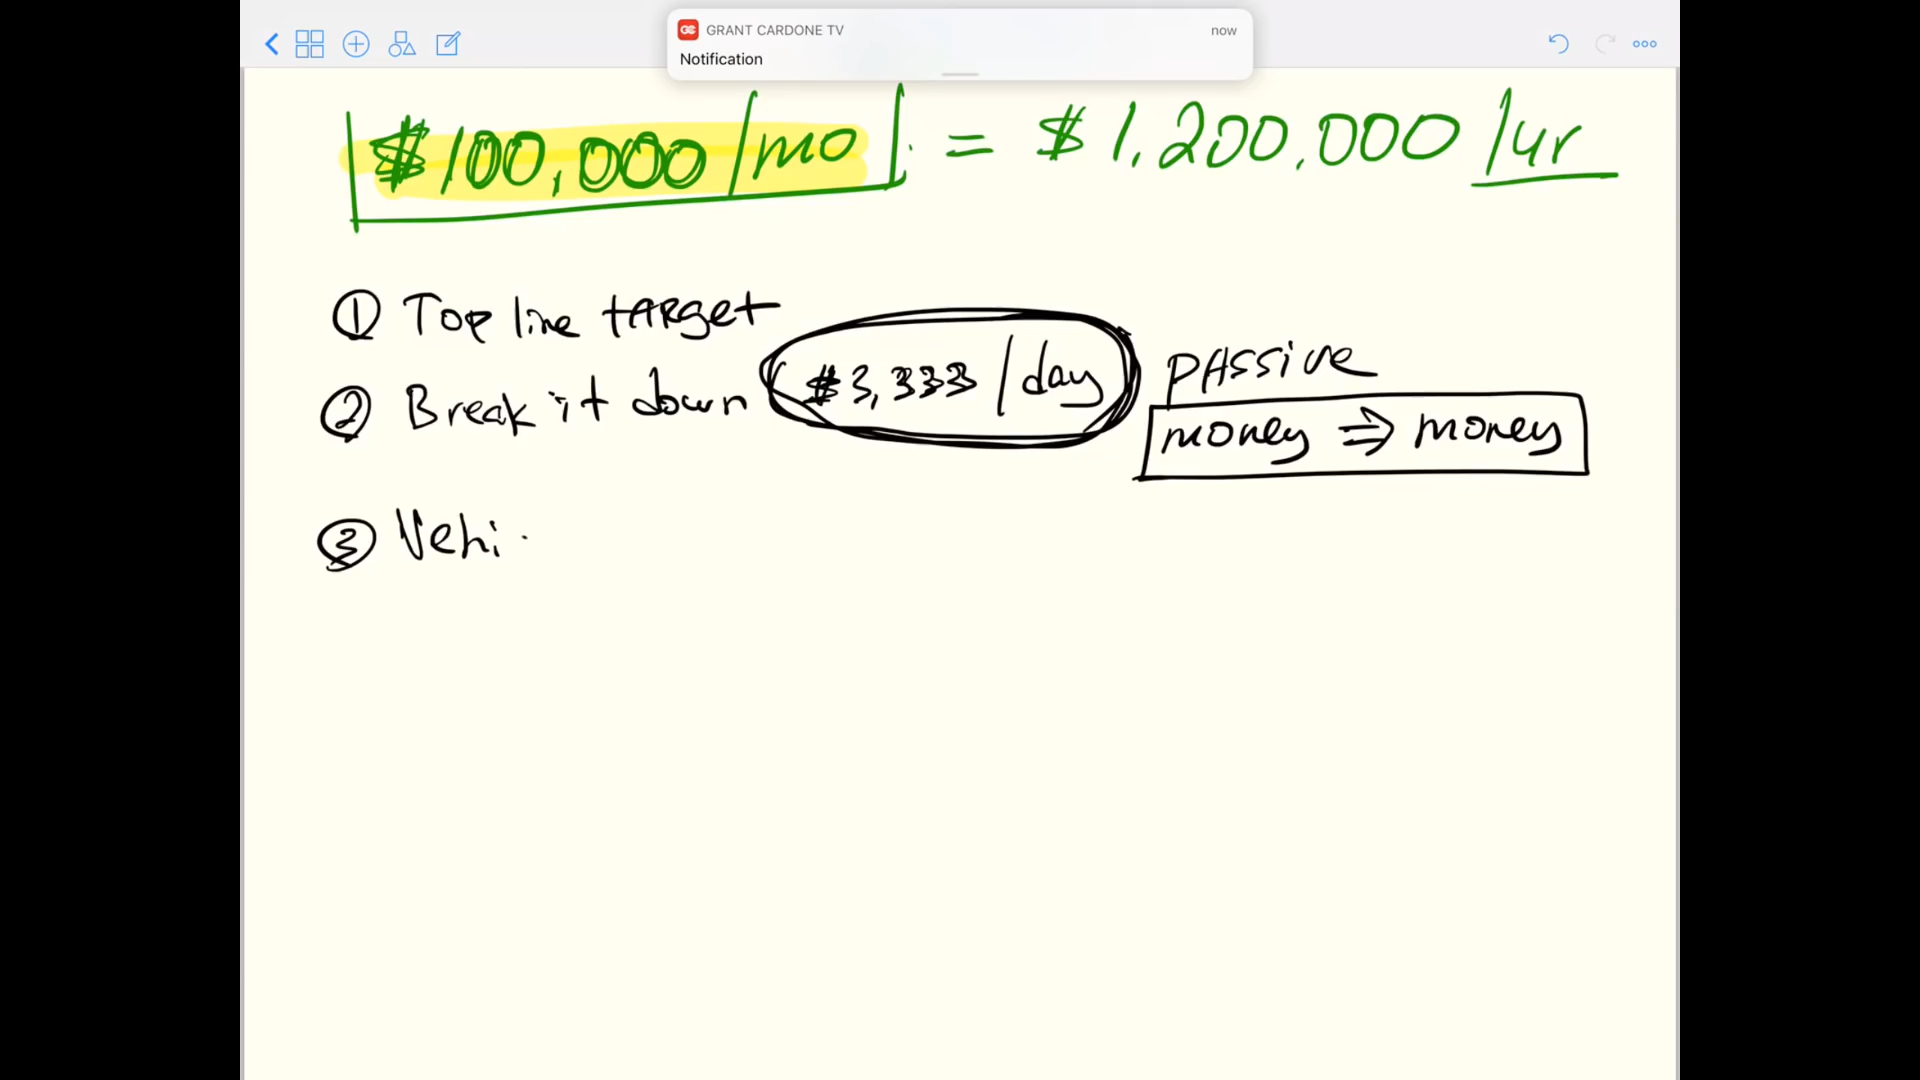 GRANT CARDONE TV
now
Notification
$100,000/mo = $1,200,000/yr
① Top line tARget
② Break it down $3,333/day
PAssive
money ⇒ money
③ Vehi